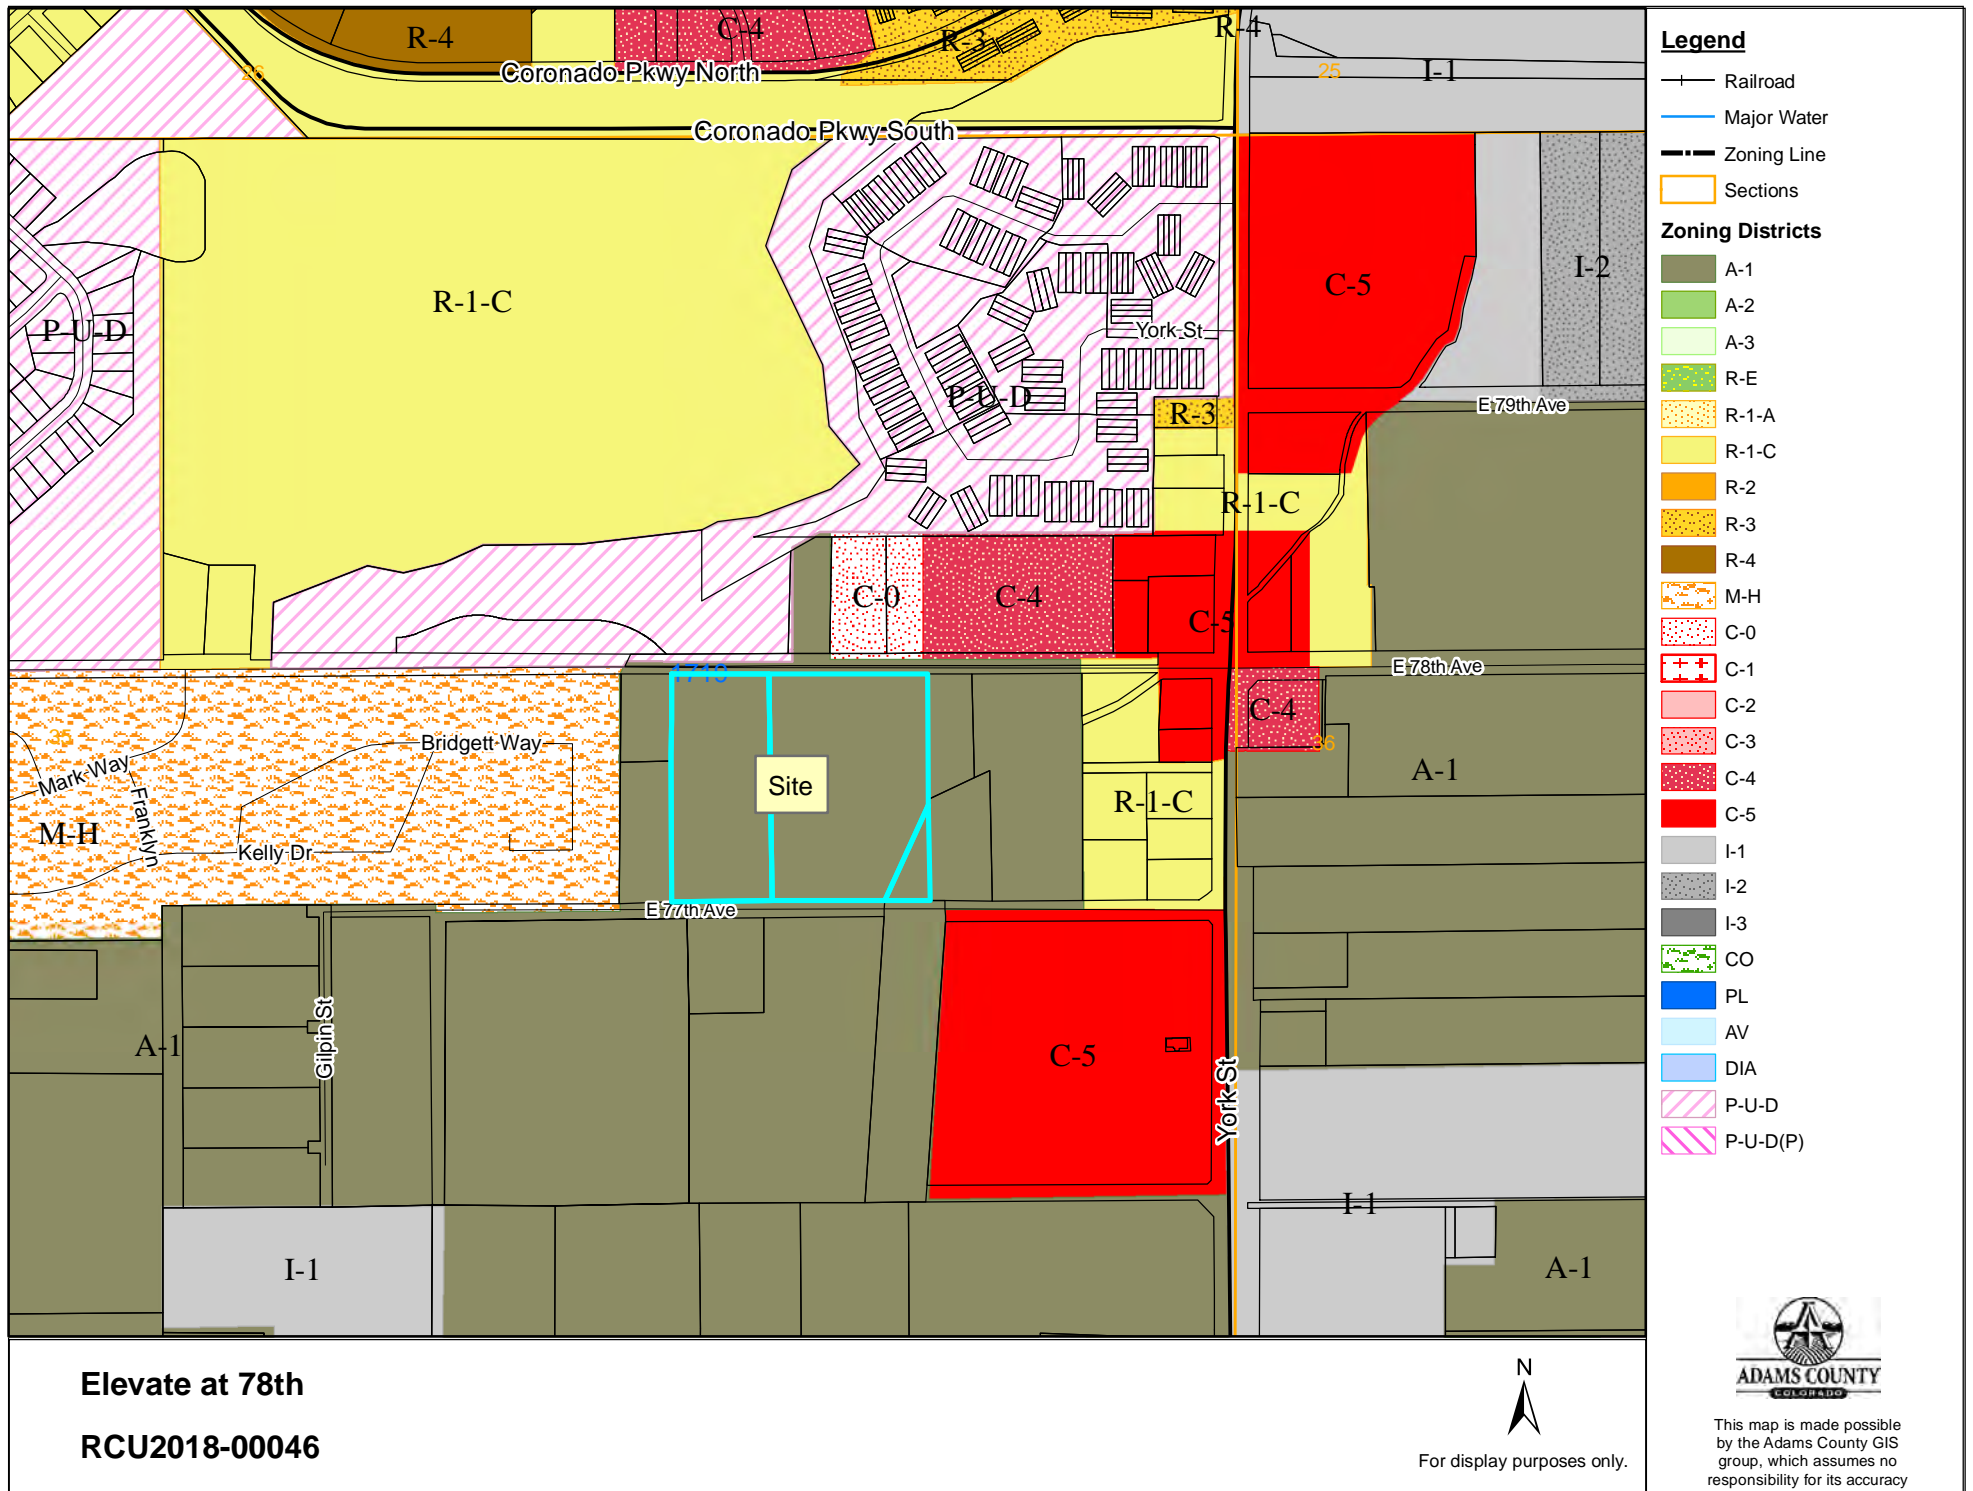 R-4
C-4
R-3
R-4
26
Coronado Pkwy North
25
I-1
Coronado Pkwy South
R-1-C
C-5
I-2
P-U-D
York St
P-U-D
R-3
E 79th Ave
R-1-C
C-0
C-4
C-5
E 78th Ave
C-4
35
Bridgett Way
36
Mark Way
Site
A-1
Franklyn
R-1-C
M-H
Kelly Dr
E 77th Ave
Gilpin St
A-1
C-5
York St
I-1
I-1
A-1
Legend
Railroad
Major Water
Zoning Line
Sections
Zoning Districts
A-1
A-2
A-3
R-E
R-1-A
R-1-C
R-2
R-3
R-4
M-H
C-0
C-1
C-2
C-3
C-4
C-5
I-1
I-2
I-3
CO
PL
AV
DIA
P-U-D
P-U-D(P)
Elevate at 78th
RCU2018-00046
N
For display purposes only.
ADAMS COUNTY
COLORADO
This map is made possible
by the Adams County GIS
group, which assumes no
responsibility for its accuracy